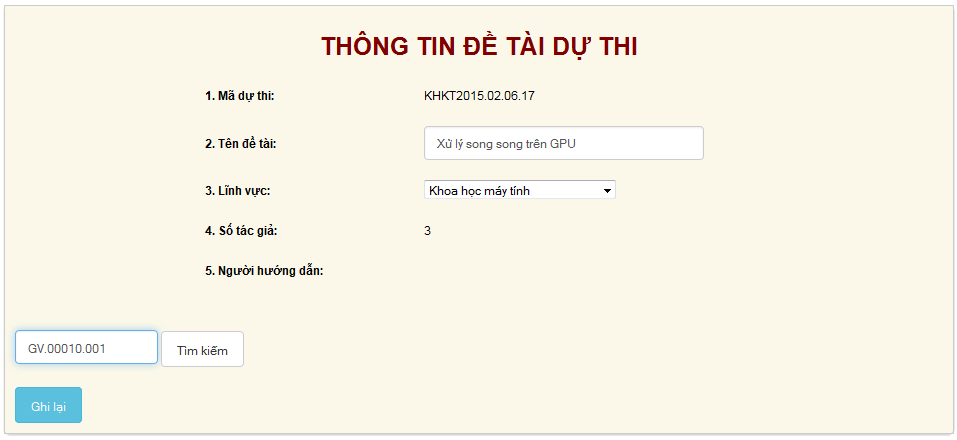 THÔNG TIN ĐỀ TÀI DỰ THI
1. Mã dự thi: KHKT2015.02.06.17
2. Tên đề tài: Xử lý song song trên GPU
3. Lĩnh vực: Khoa học máy tính
4. Số tác giả: 3
5. Người hướng dẫn:
GV.00010.001 Tìm kiếm
Ghi lại